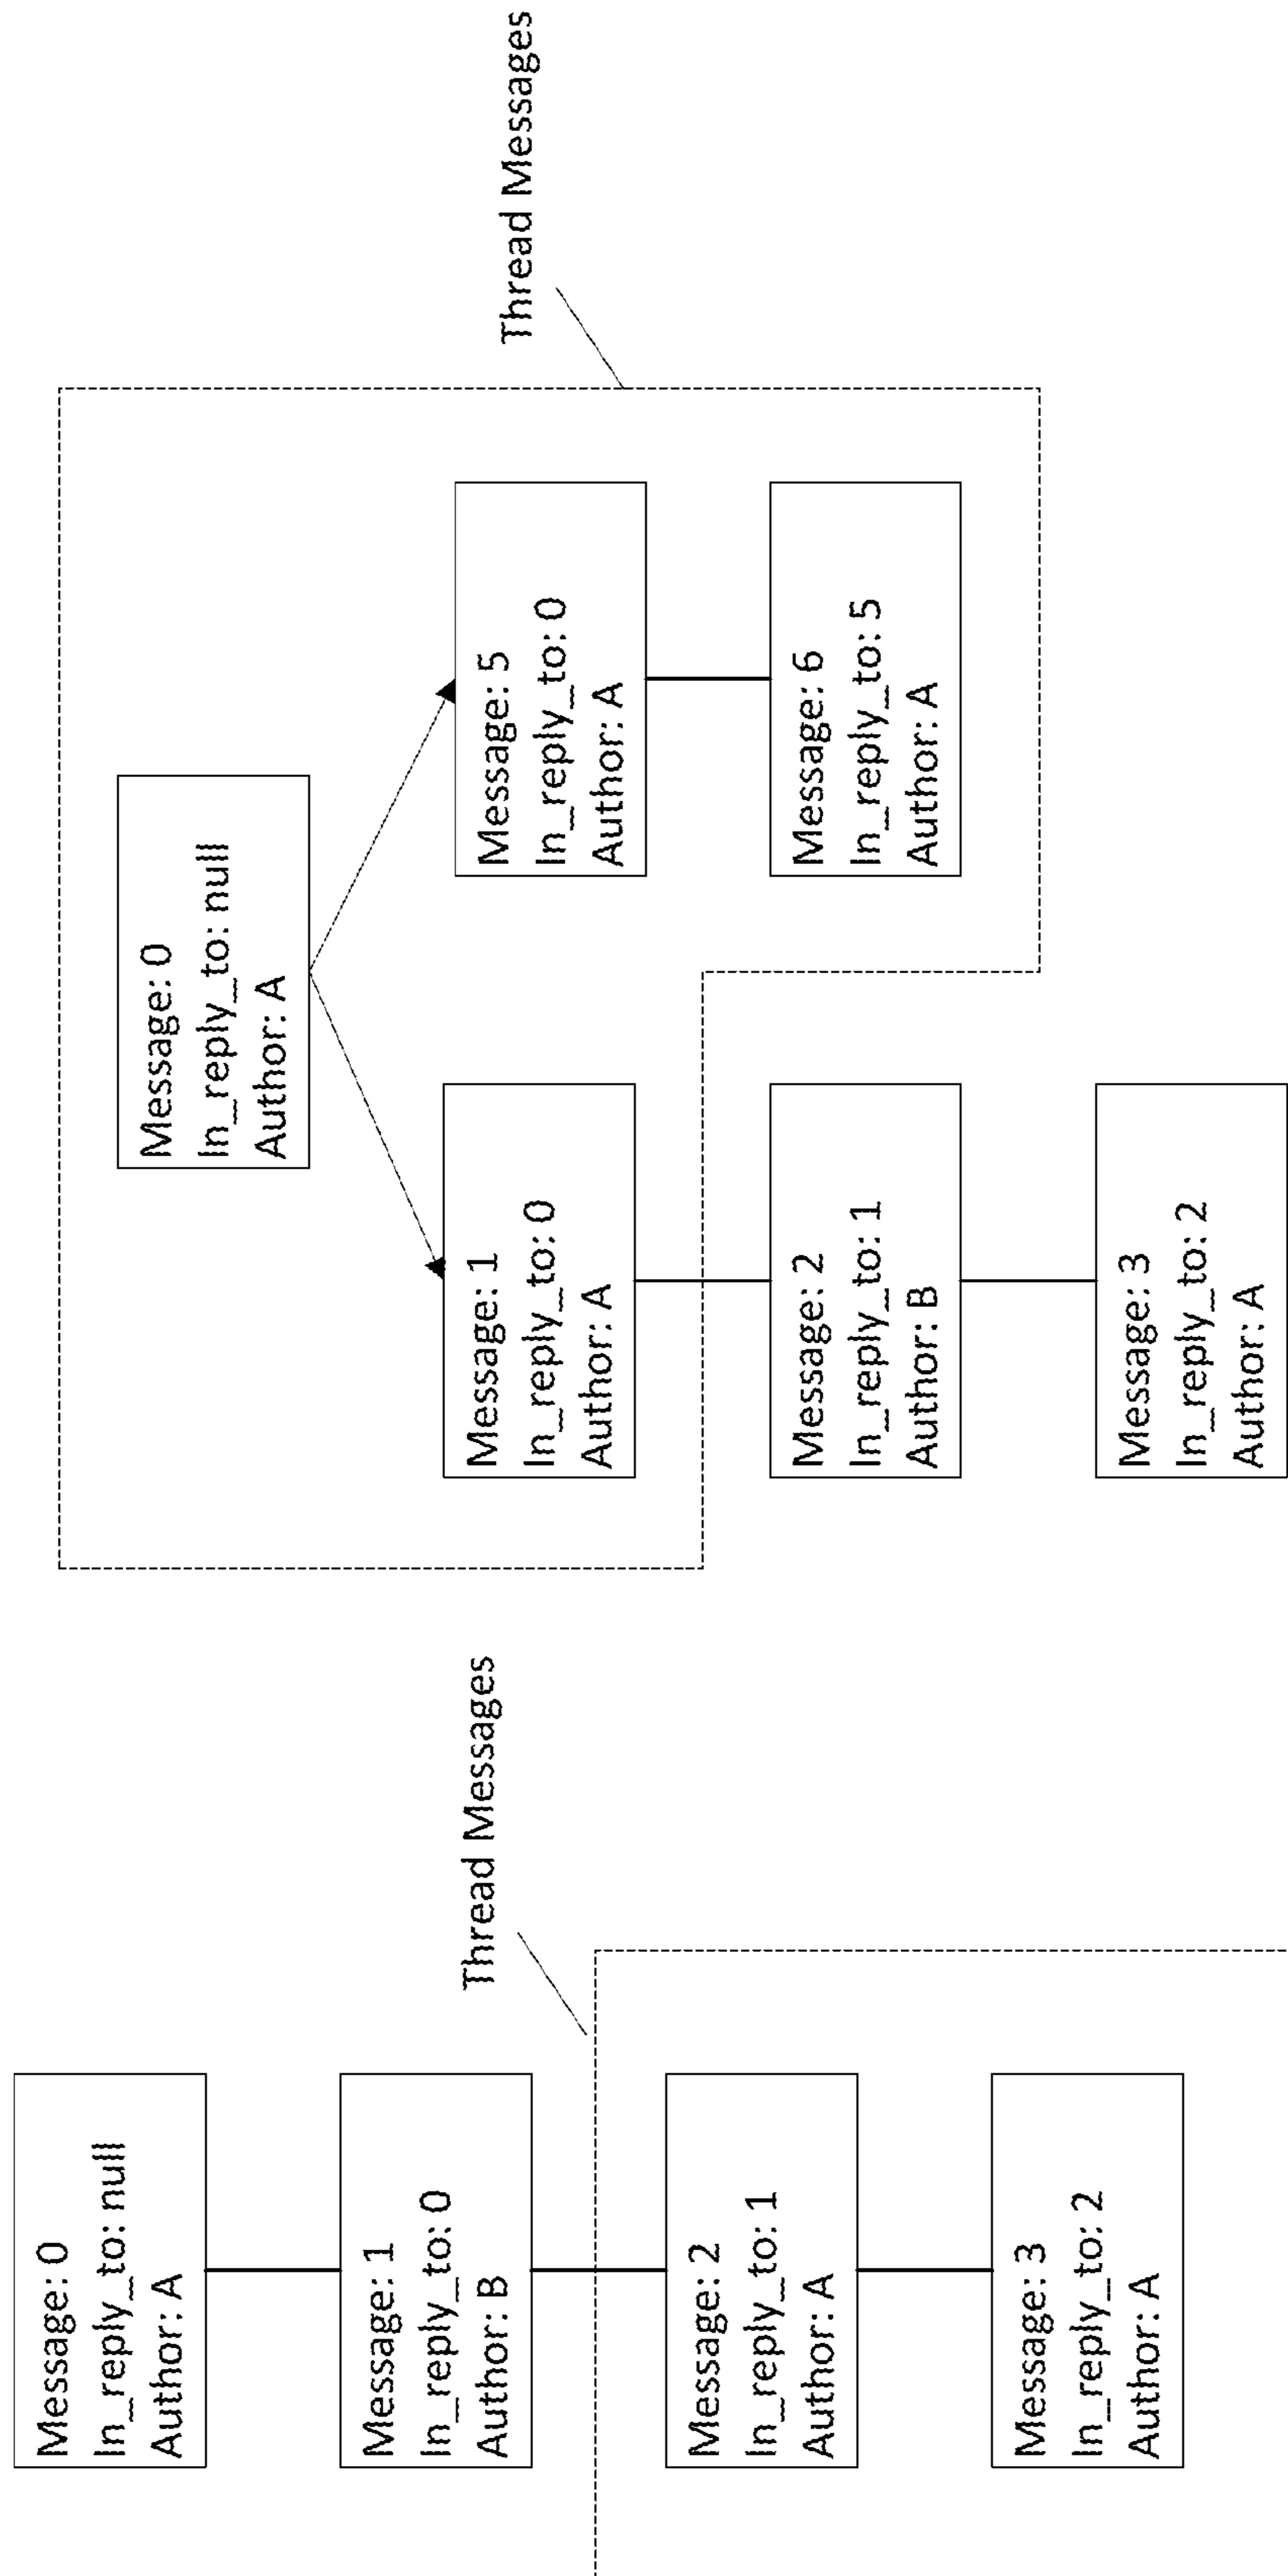 Message: 0
In_reply_to: null
Author: A
Message: 1
In_reply_to: 0
Author: B
Thread Messages
Message: 2
In_reply_to: 1
Author: A
Message: 3
In_reply_to: 2
Author: A
Message: 0
In_reply_to: null
Author: A
Thread Messages
Message: 1
In_reply_to: 0
Author: A
Message: 5
In_reply_to: 0
Author: A
Message: 2
In_reply_to: 1
Author: B
Message: 6
In_reply_to: 5
Author: A
Message: 3
In_reply_to: 2
Author: A